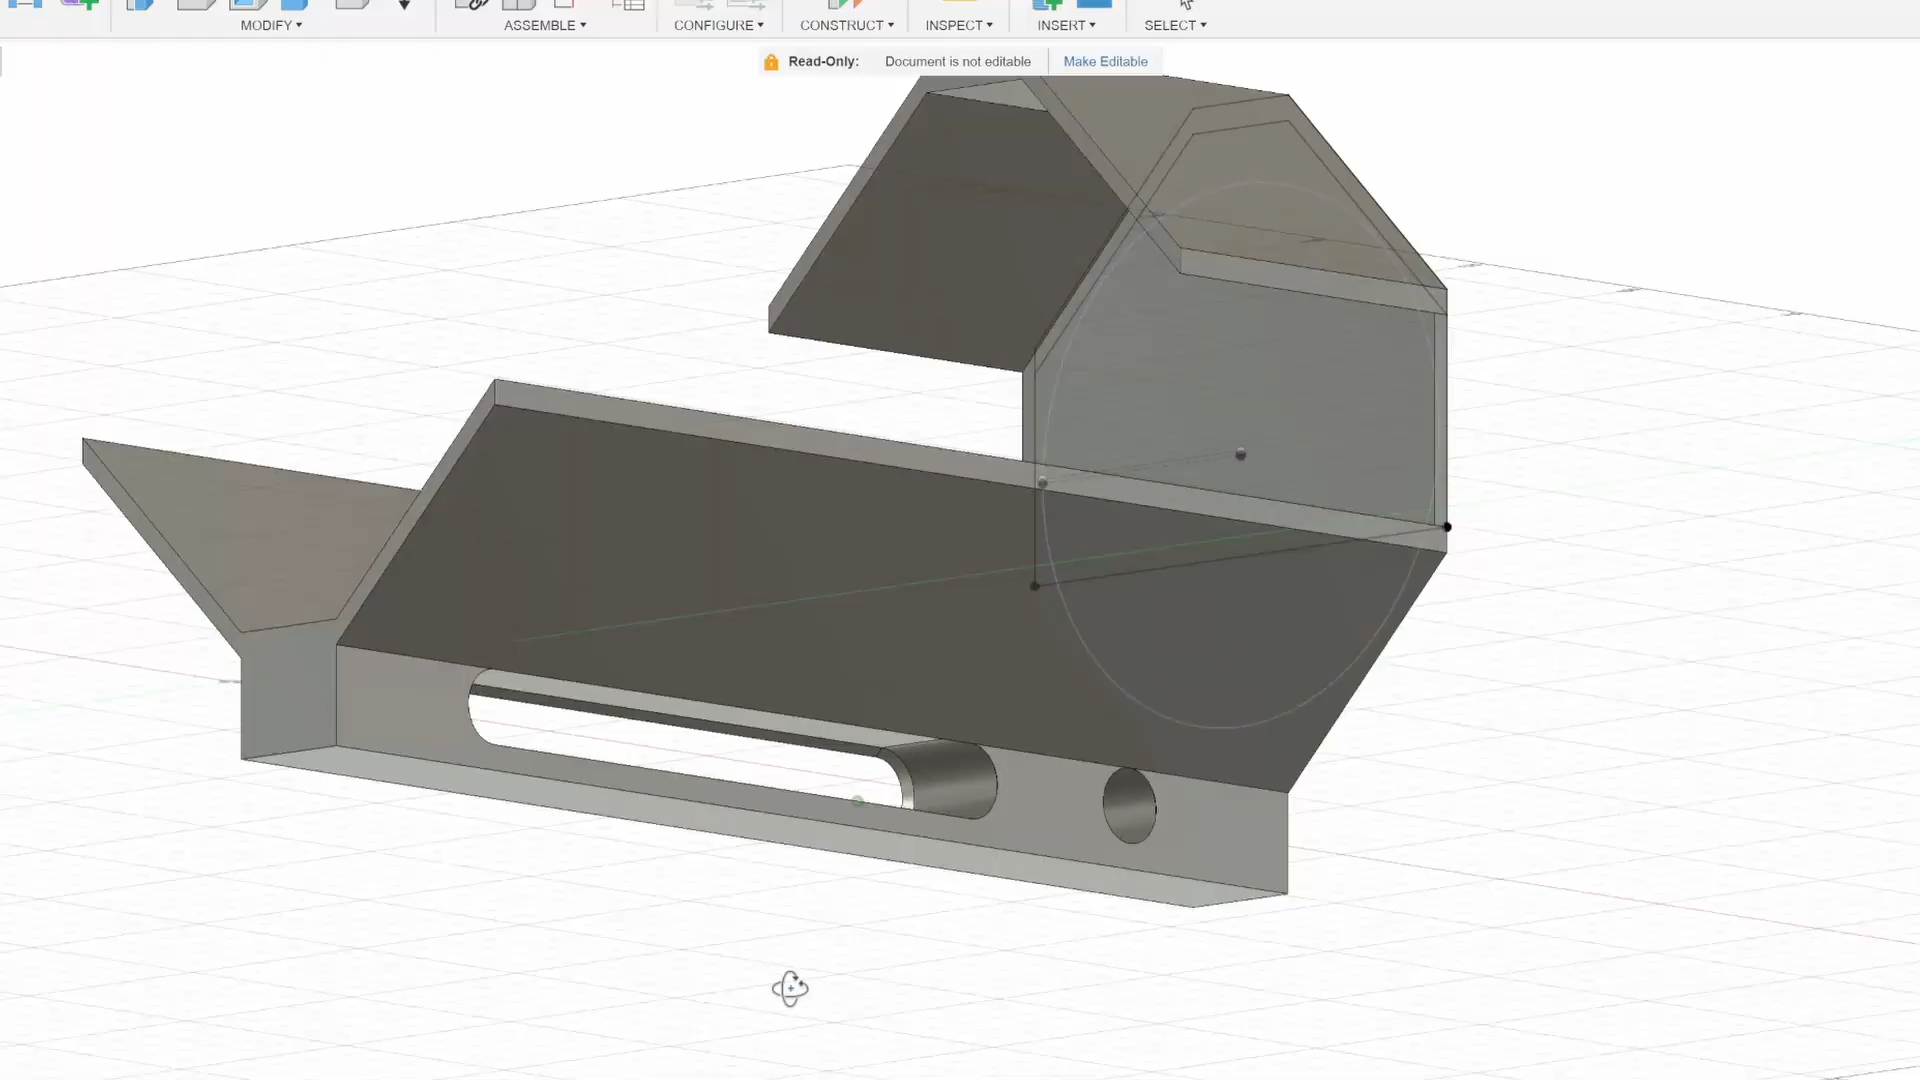 MODIFY ASSEMBLE CONFIGURE CONSTRUCT INSPECT INSERT SELECT
Read-Only: Document is not editable Make Editable